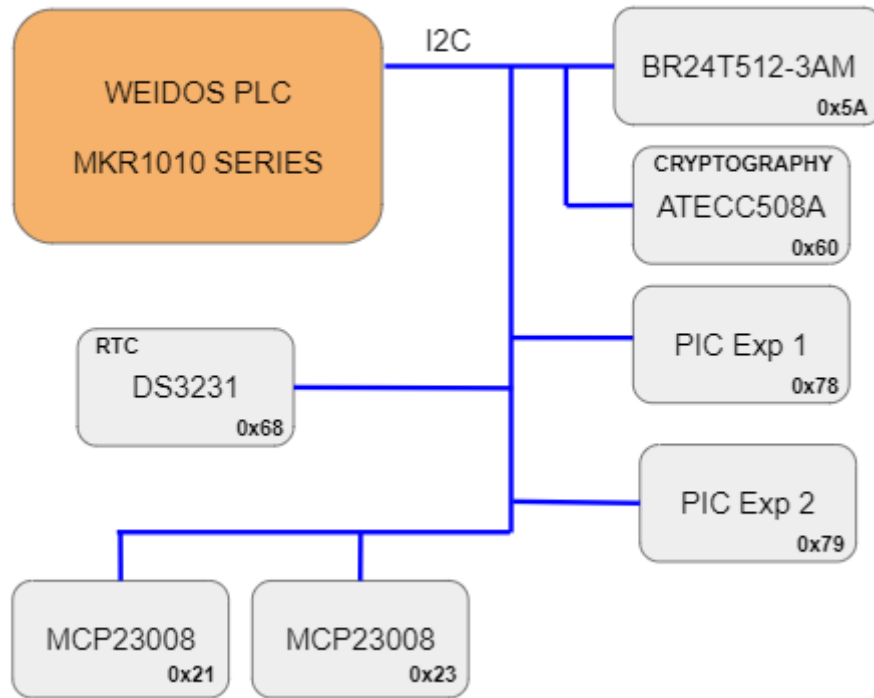 I2C
WEIDOS PLC
MKR1010 SERIES
BR24T512-3AM
0x5A
CRYPTOGRAPHY
ATECC508A
0x60
PIC Exp 1
0x78
RTC
DS3231
0x68
PIC Exp 2
0x79
MCP23008
0x21
MCP23008
0x23